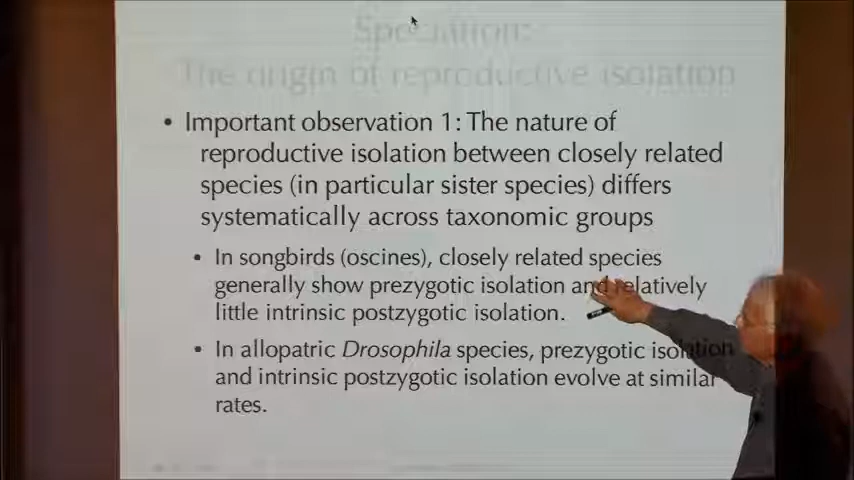 Speciation:
The origin of reproductive isolation
• Important observation 1: The nature of
reproductive isolation between closely related
species (in particular sister species) differs
systematically across taxonomic groups
• In songbirds (oscines), closely related species
generally show prezygotic isolation and relatively
little intrinsic postzygotic isolation.
• In allopatric Drosophila species, prezygotic isolation
and intrinsic postzygotic isolation evolve at similar
rates.